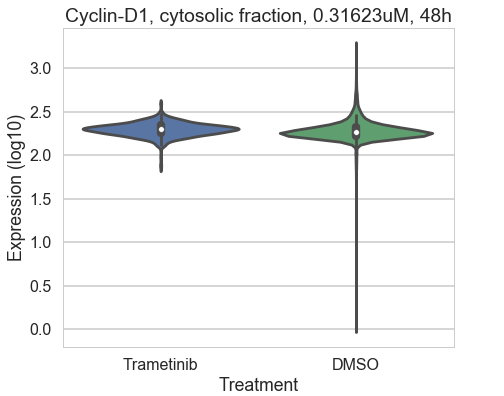 Cyclin-D1, cytosolic fraction, 0.31623uM, 48h
Expression (log10)
3.0
2.5
2.0
1.5
1.0
0.5
0.0
Trametinib DMSO
Treatment